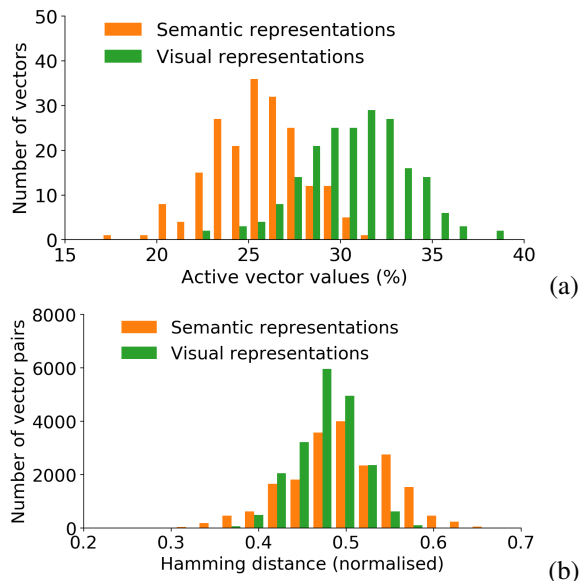 50
40
30
20
10
0
Number of vectors
Semantic representations
Visual representations
15 20 25 30 35 40
Active vector values (%)
(a)
8000
6000
4000
2000
0
Number of vector pairs
Semantic representations
Visual representations
0.2 0.3 0.4 0.5 0.6 0.7
Hamming distance (normalised)
(b)